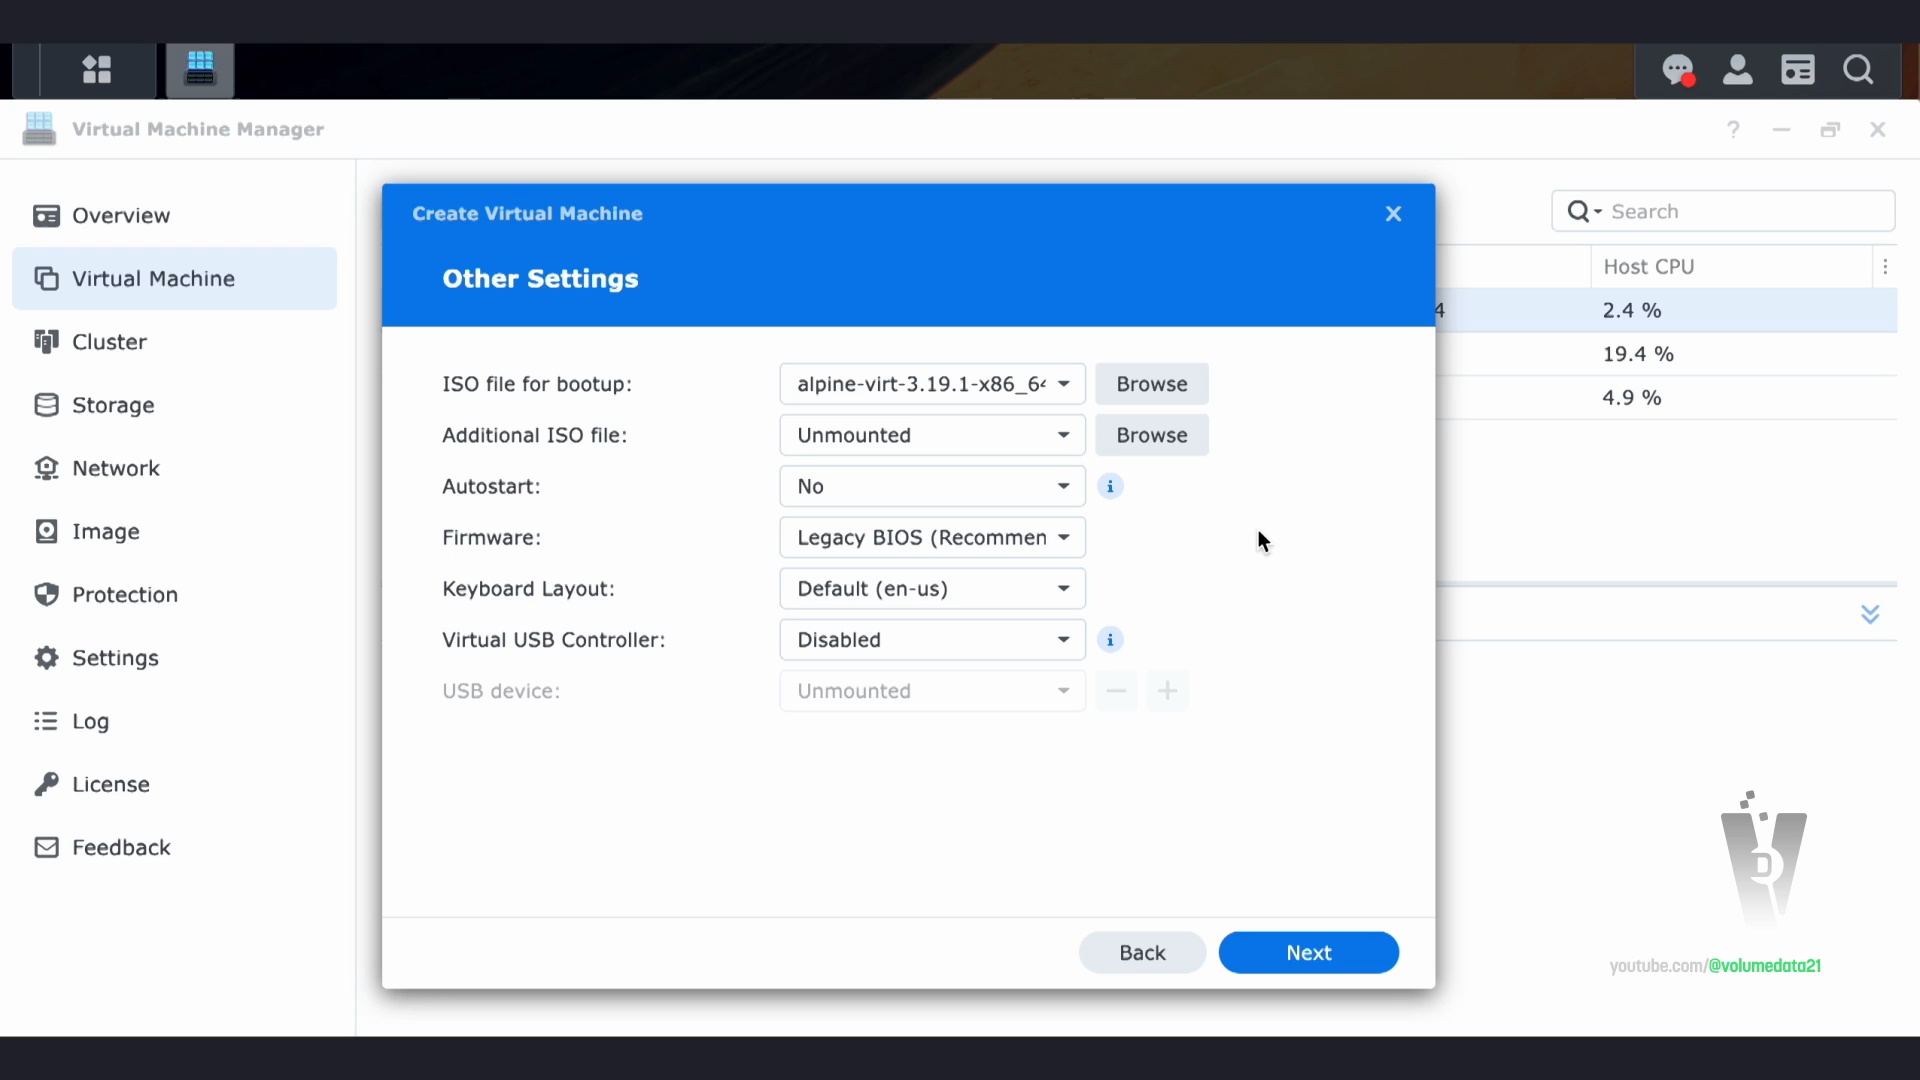 Virtual Machine Manager
?
Overview
Virtual Machine
Cluster
Storage
Network
Image
Protection
Settings
Log
License
Feedback
Search
Host CPU
4
2.4 %
19.4 %
4.9 %
Create Virtual Machine
Other Settings
ISO file for bootup:
alpine-virt-3.19.1-x86_64
Browse
Additional ISO file:
Unmounted
Browse
Autostart:
No
i
Firmware:
Legacy BIOS (Recommen
Keyboard Layout:
Default (en-us)
Virtual USB Controller:
Disabled
i
USB device:
Unmounted
Back
Next
VD
youtube.com/@volumedata21